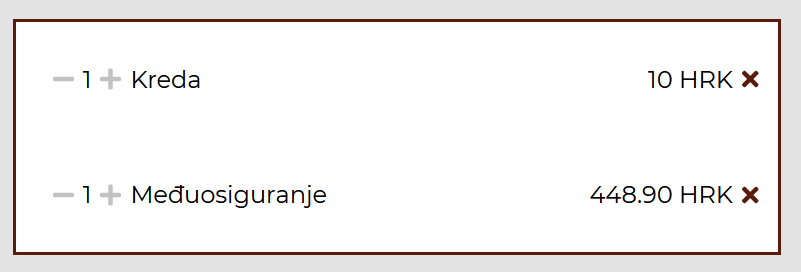 1 Kreda 10 HRK
1 Međuosiguranje 448.90 HRK